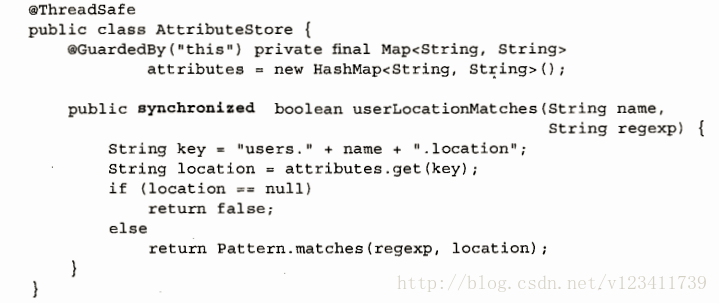 @ThreadSafe
public class AttributeStore {
    @GuardedBy("this") private final Map<String, String>
            attributes = new HashMap<String, String>();

    public synchronized boolean userLocationMatches(String name,
                                                    String regexp) {
        String key = "users." + name + ".location";
        String location = attributes.get(key);
        if (location == null)
            return false;
        else
            return Pattern.matches(regexp, location);
    }
}
http://blog.csdn.net/v123411739